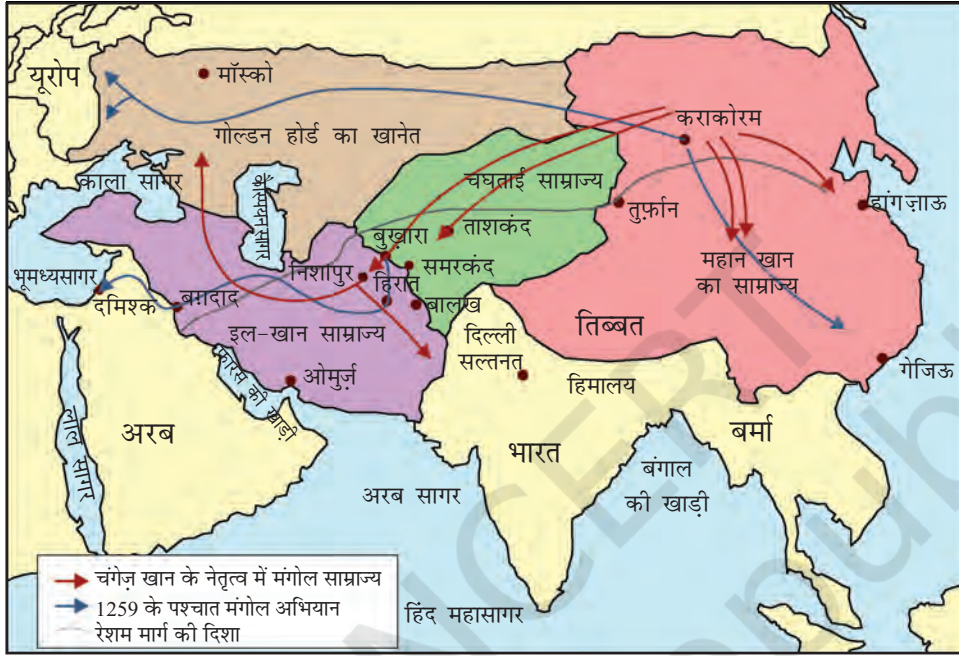 यूरोप
मॉस्को
गोल्डन होर्ड का खानेत
कराकोरम
काला सागर
कैस्पियन सागर
चघताई साम्राज्य
ताशकंद
तुर्फ़ान
हांगज़ाऊ
बुख़ारा
समरकंद
भूमध्यसागर
दमिश्क
बग़दाद
निशापुर
हिरात
बालख
महान खान
का साम्राज्य
इल-खान साम्राज्य
तिब्बत
दिल्ली
सल्तनत
ओमुर्ज़
फ़ारस की खाड़ी
हिमालय
गेजिऊ
लाल सागर
अरब
भारत
बर्मा
अरब सागर
बंगाल
की खाड़ी
हिंद महासागर
चंगेज़ खान के नेतृत्व में मंगोल साम्राज्य
1259 के पश्चात मंगोल अभियान
रेशम मार्ग की दिशा